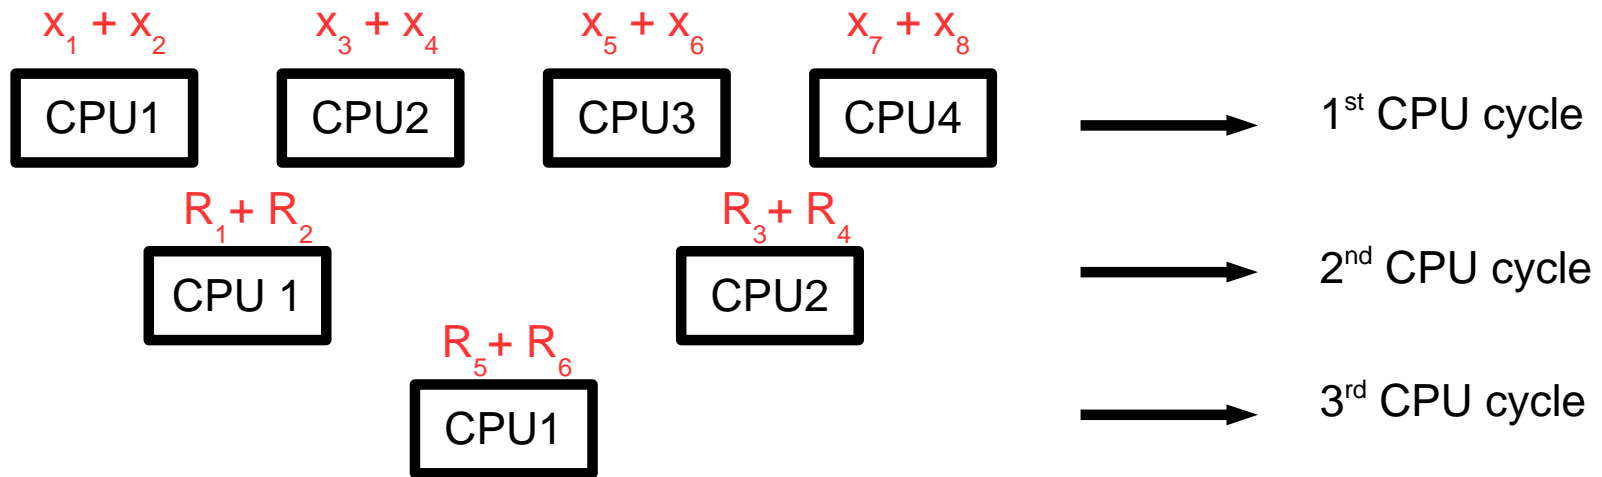 x₁ + x₂ x₃ + x₄ x₅ + x₆ x₇ + x₈
CPU1 CPU2 CPU3 CPU4 1st CPU cycle
R₁+ R₂ R₃+ R₄
CPU 1 CPU2 2nd CPU cycle
R₅+ R₆
CPU1 3rd CPU cycle